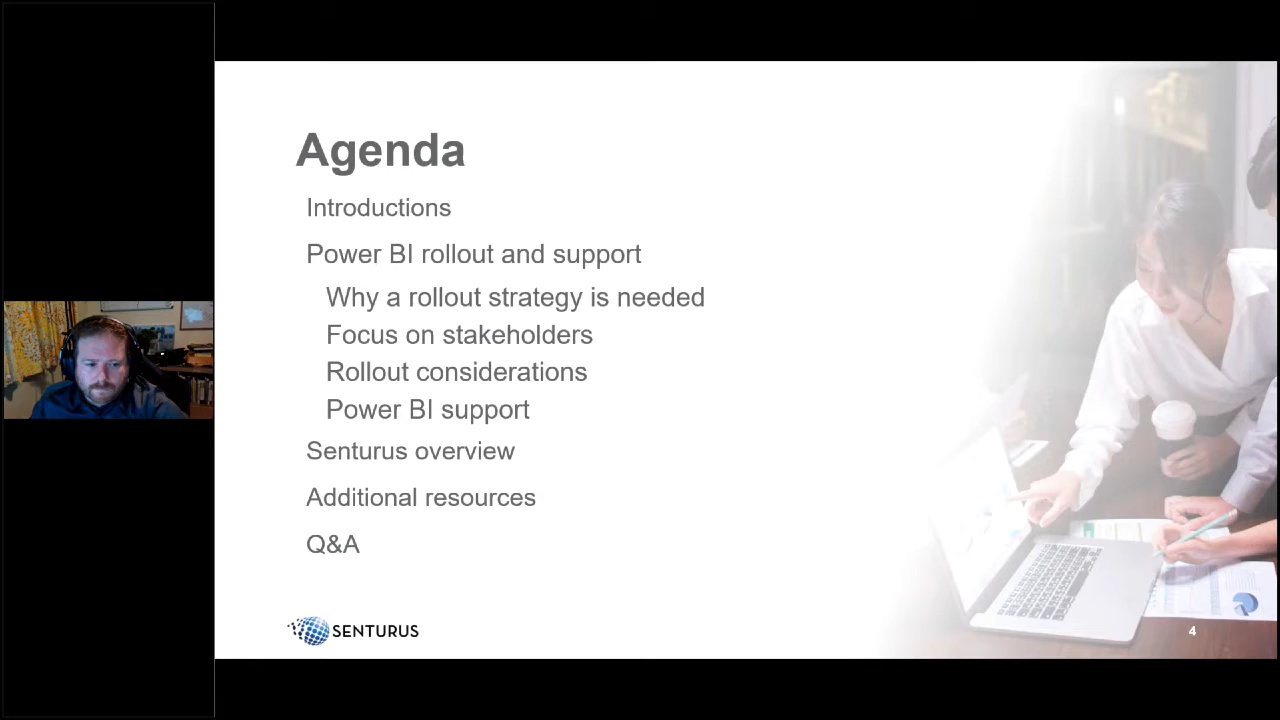 Agenda
Introductions
Power BI rollout and support
Why a rollout strategy is needed
Focus on stakeholders
Rollout considerations
Power BI support
Senturus overview
Additional resources
Q&A
SENTURUS
4